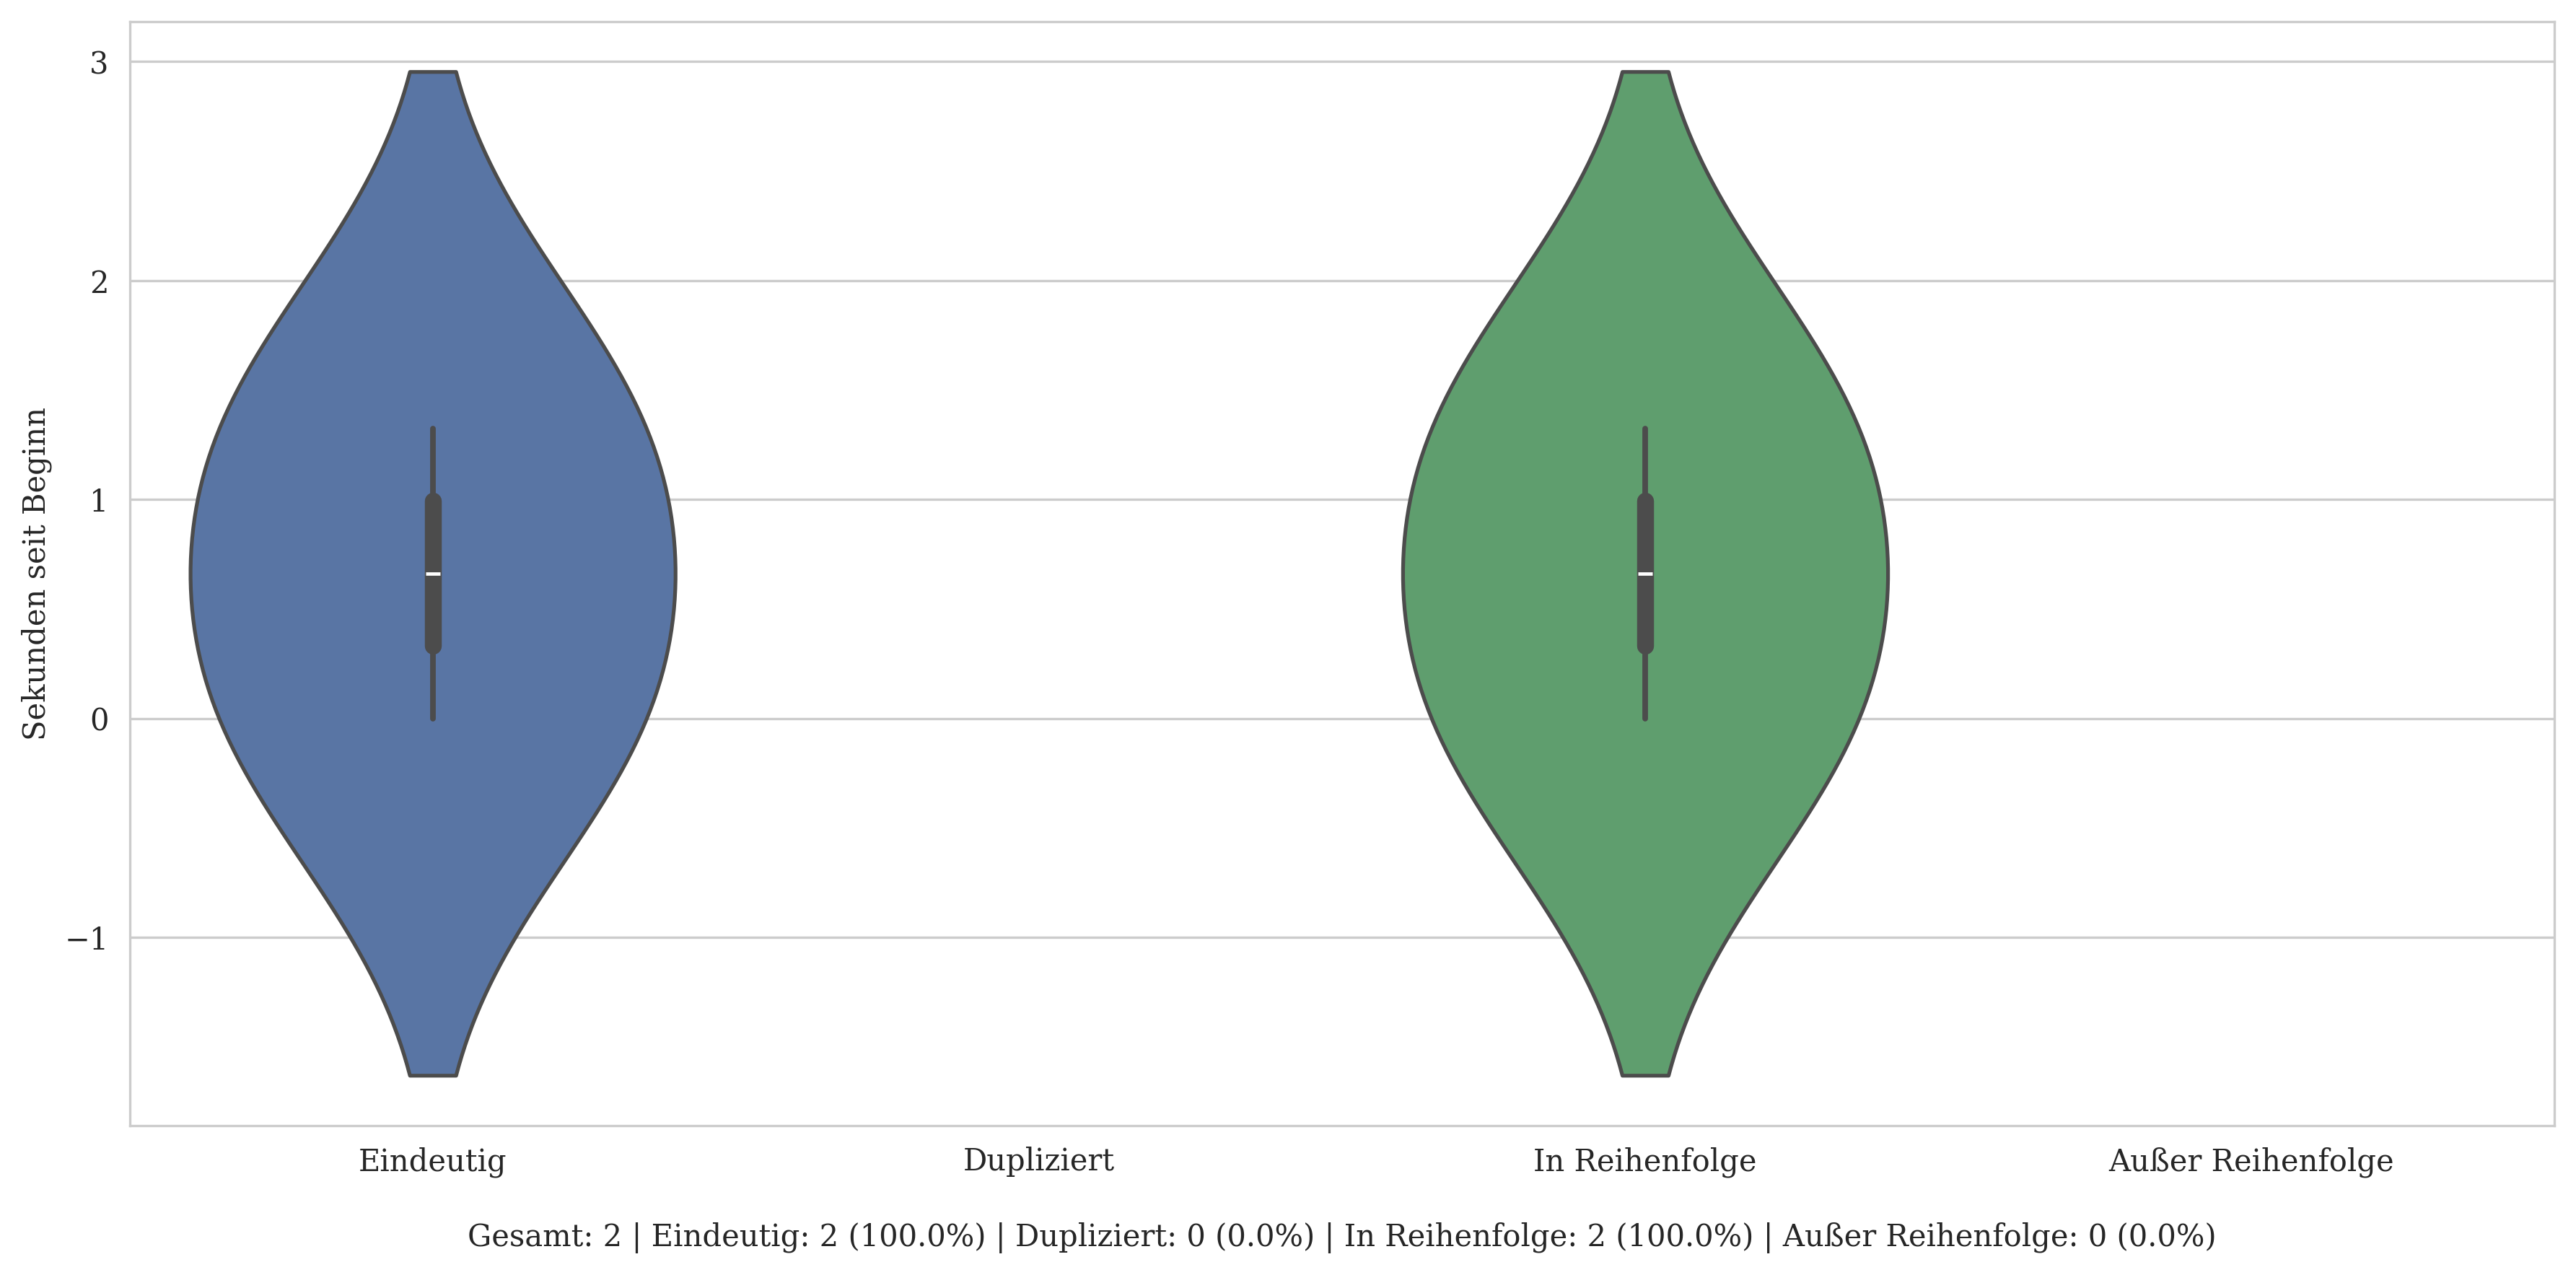 Sekunden seit Beginn
3
2
1
0
−1
Eindeutig
Dupliziert
In Reihenfolge
Außer Reihenfolge
Gesamt: 2 | Eindeutig: 2 (100.0%) | Dupliziert: 0 (0.0%) | In Reihenfolge: 2 (100.0%) | Außer Reihenfolge: 0 (0.0%)